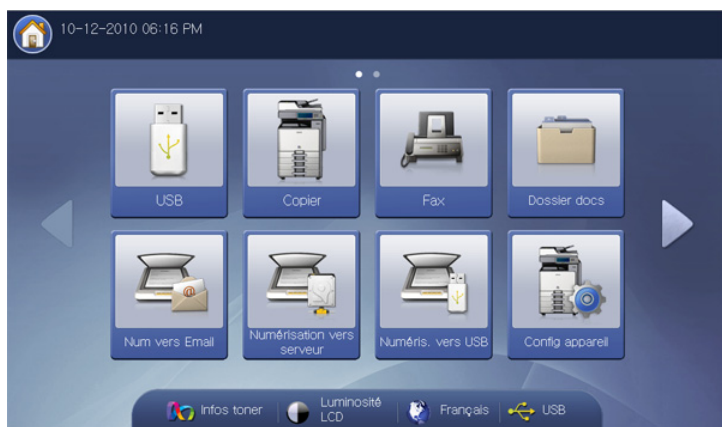 10-12-2010 06:16 PM
USB
Copier
Fax
Dossier docs
Num vers Email
Numérisation vers
serveur
Numéris. vers USB
Config appareil
Infos toner
Luminosité
LCD
Français
USB